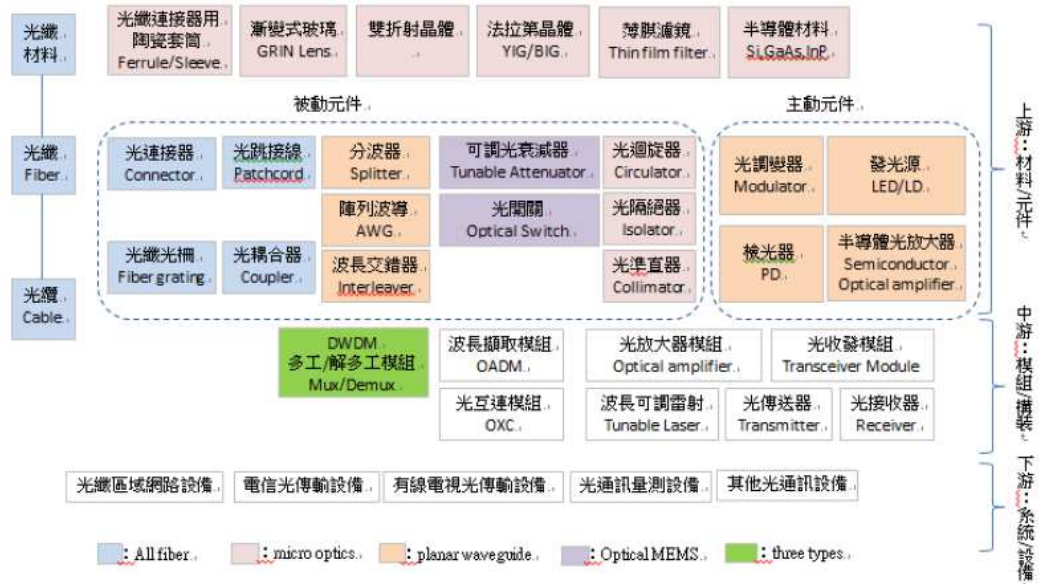 光纖
材料
光纖連接器用
陶瓷套筒
Ferrule/Sleeve
漸變式玻璃
GRIN Lens
雙折射晶體
法拉第晶體
YIG/BIG
薄膜濾鏡
Thin film filter
半導體材料
Si,GaAs,InP
被動元件
主動元件
光纖
Fiber
光連接器
Connector
光跳接線
Patchcord
分波器
Splitter
可調光衰減器
Tunable Attenuator
光迴旋器
Circulator
光調變器
Modulator
發光源
LED/LD
陣列波導
AWG
光開關
Optical Switch
光隔絕器
Isolator
光纖光柵
Fiber grating
光耦合器
Coupler
波長交錯器
Interleaver
光準直器
Collimator
檢光器
PD
半導體光放大器
Semiconductor
Optical amplifier
光纜
Cable
上游：材料/元件
DWDM
多工/解多工模組
Mux/Demux
波長擷取模組
OADM
光放大器模組
Optical amplifier
光收發模組
Transceiver Module
光互連模組
OXC
波長可調雷射
Tunable Laser
光傳送器
Transmitter
光接收器
Receiver
中游：模組/構裝
光纖區域網路設備
電信光傳輸設備
有線電視光傳輸設備
光通訊量測設備
其他光通訊設備
下游：系統/設備
：All fiber
：micro optics
：planar waveguide
：Optical MEMS
：three types